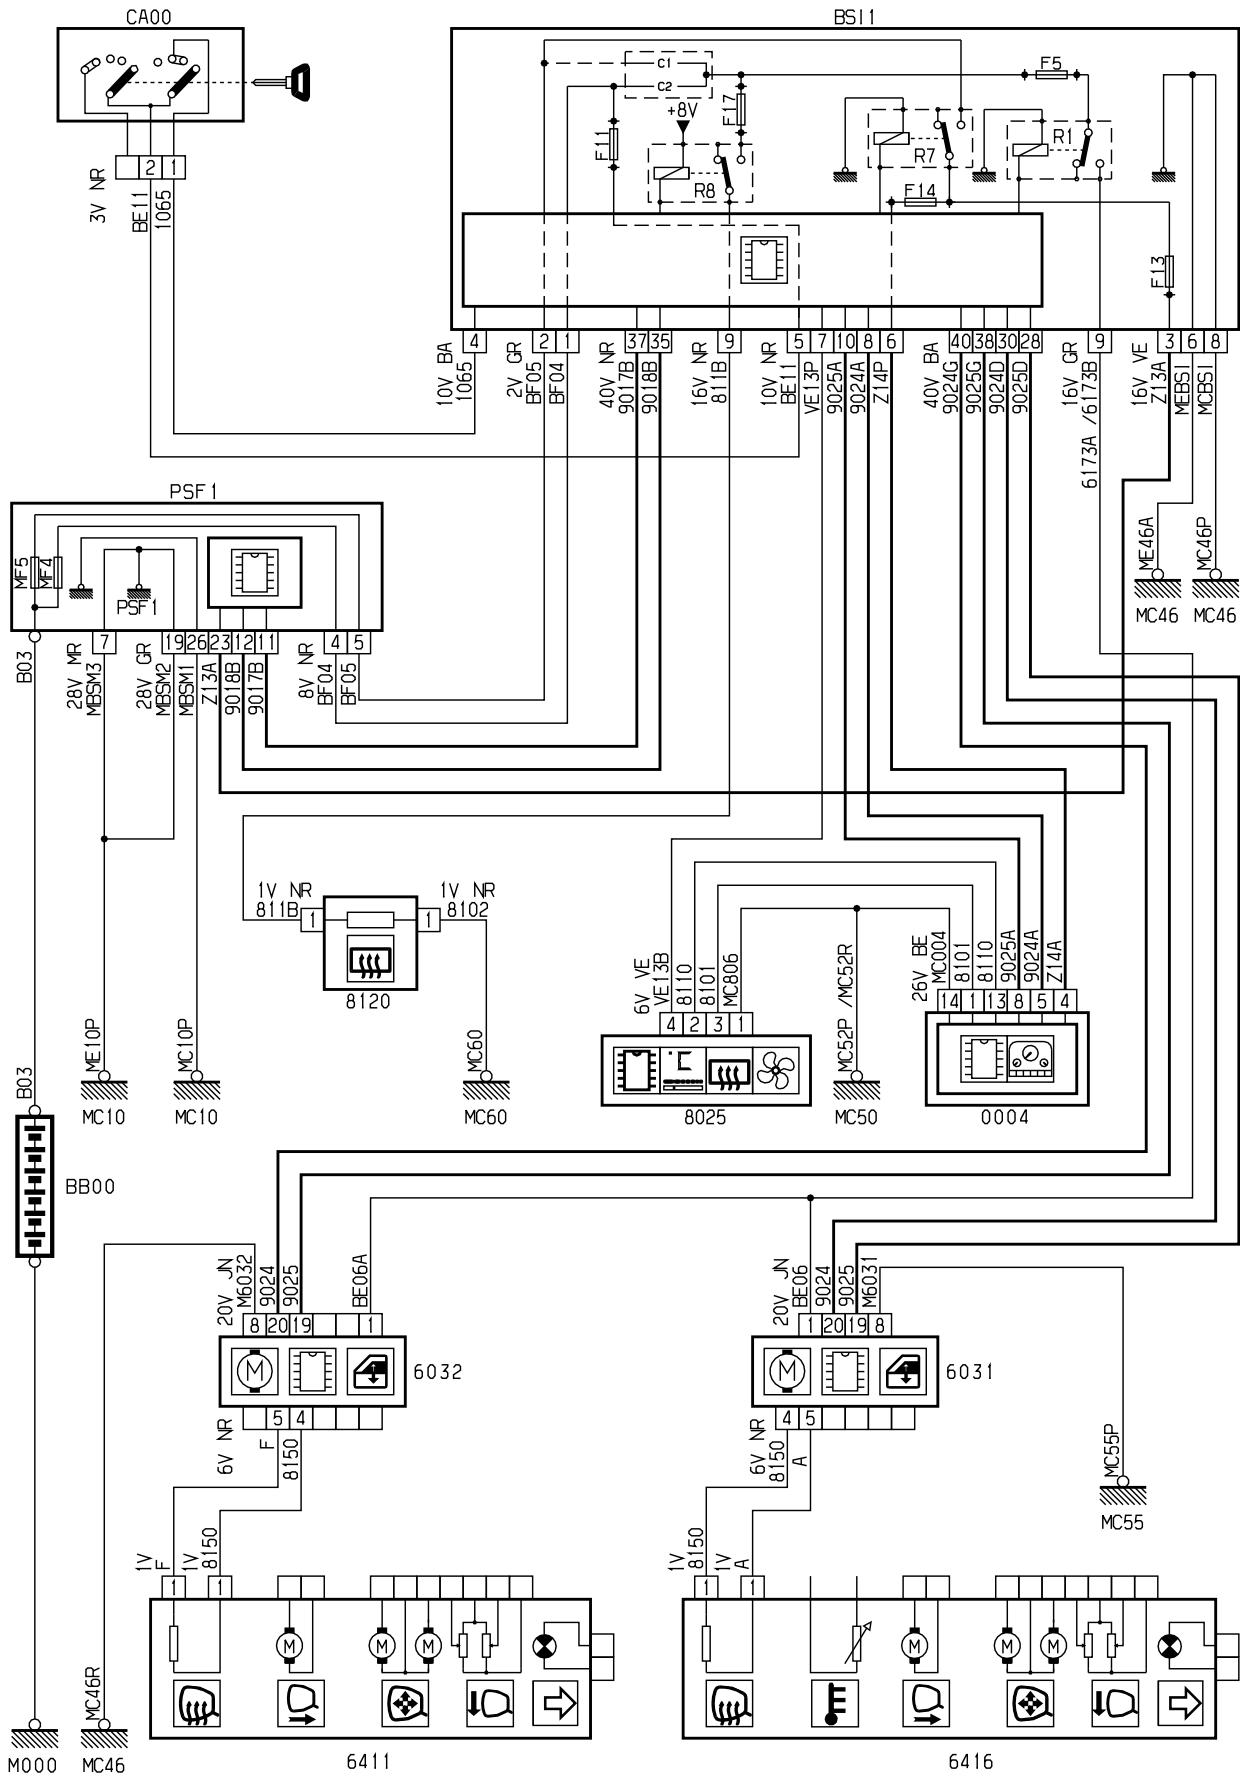 CA00
BSI1
C1
C2
F5
+8V
F17
F11
R8
R7
R1
F14
F13
2 1
3V NR
BE11
1065
4 2 1 37 35 9 5 7 10 8 6 40 38 30 28 9 3 6 8
10V BA
1065
2V GR
BF05
BF04
40V NR
9017B
9018B
16V NR
811B
10V NR
BE11
VE13P
9025A
9024A
Z14P
40V BA
9024G
9025G
9024D
9025D
16V GR
6173A /6173B
16V VE
Z13A
MEBSI
MCBSI
ME46A
MC46P
MC46
MC46
PSF1
MF5
MF4
PSF1
7 19 26 23 12 11 4 5
B03
28V MR
MBSM3
28V GR
MBSM2
MBSM1
Z13A
9018B
9017B
8V NR
BF04
BF05
1V NR
811B
1
1
1V NR
8102
8120
MC60
MC60
ME10P
MC10P
MC10
MC10
B03
BB00
6V VE
VE13B
8110
8101
MC806
4 2 3 1
°C
8025
MC52P /MC52R
MC50
26V BE
MC004
8101
8110
9025A
9024A
Z14A
14 1 13 8 5 4
0004
20V JN
M6032
9024
9025
BE06A
8 20 19 1
M
6032
5 4
6V NR
F
8150
20V JN
BE06
9024
9025
M6031
1 20 19 8
M
6031
4 5
6V NR
8150
A
MC55P
MC55
1V
F
1V
8150
1 1
M
M
M
6411
1V
8150
1V
A
1 1
M
M
M
6416
MC46R
M000
MC46